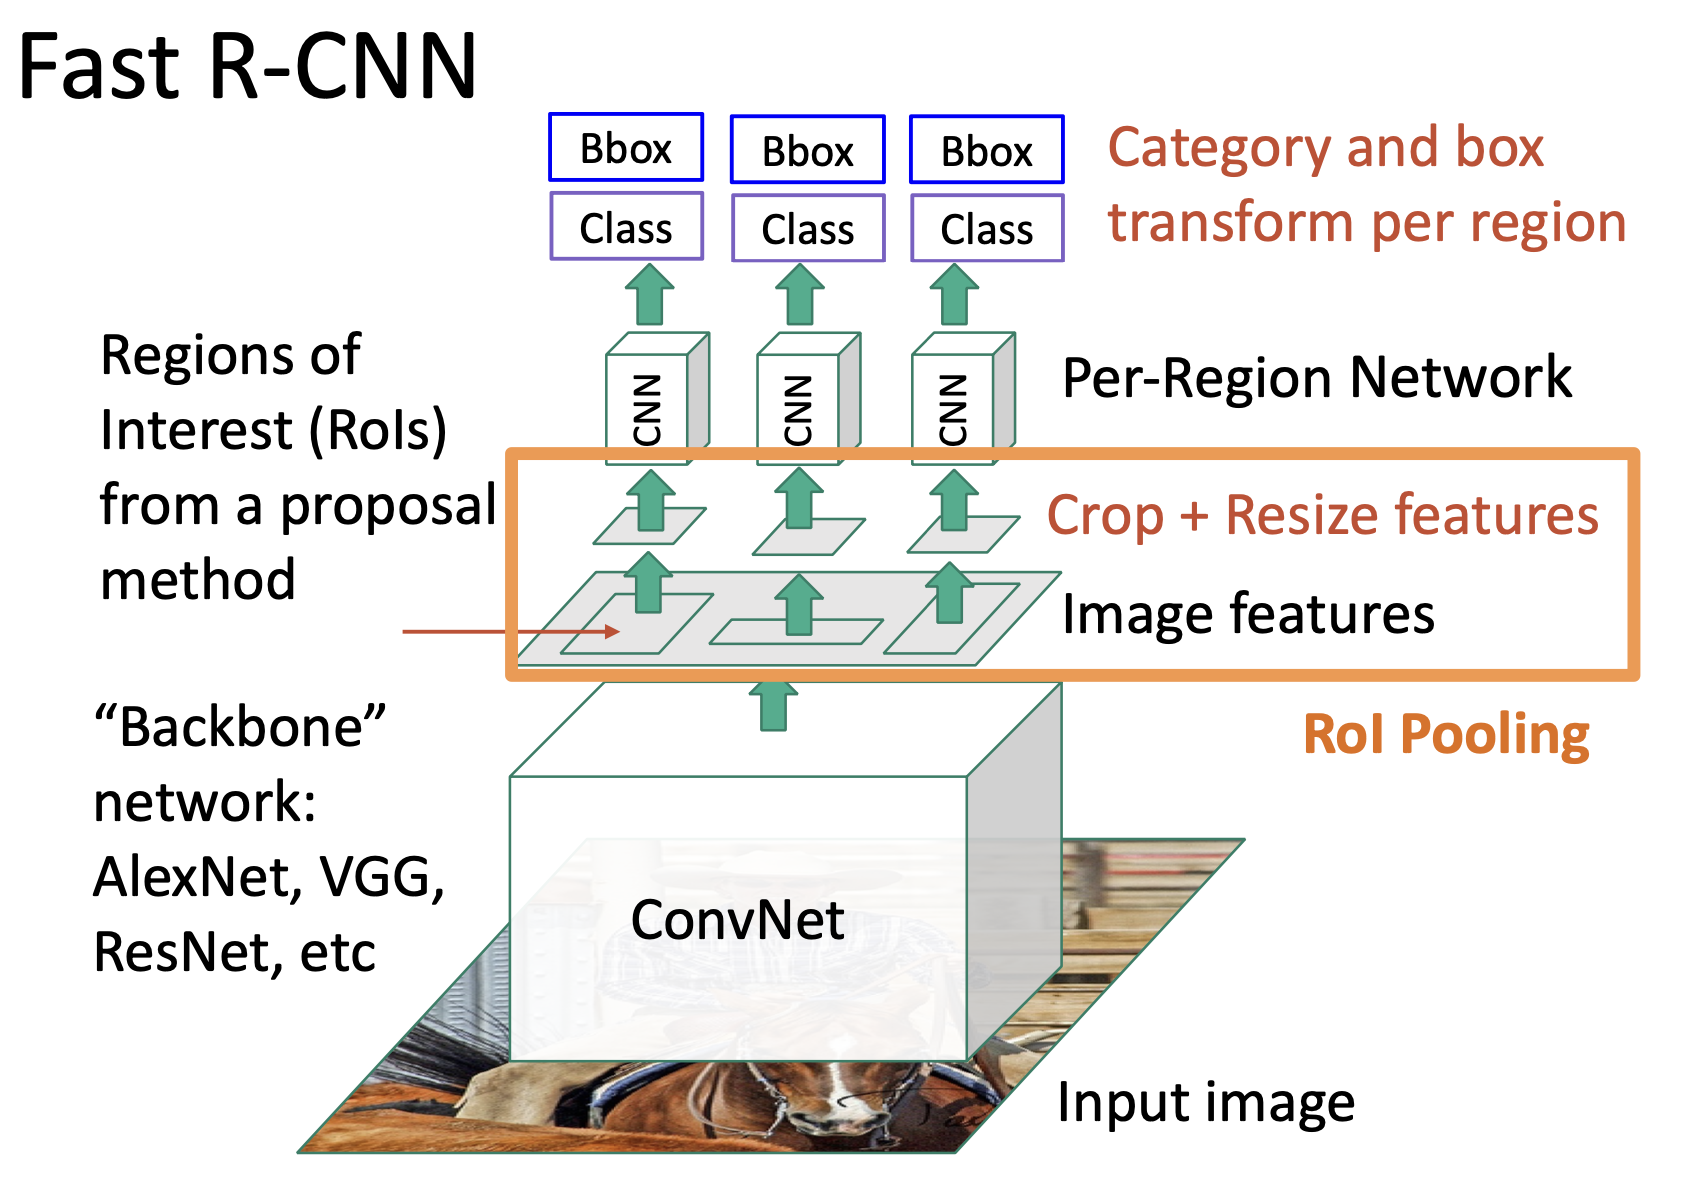 Fast R-CNN
Bbox
Bbox
Bbox
Class
Class
Class
Category and box
transform per region
Regions of
Interest (RoIs)
from a proposal
method
CNN
CNN
CNN
Per-Region Network
Crop + Resize features
Image features
RoI Pooling
“Backbone”
network:
AlexNet, VGG,
ResNet, etc
ConvNet
Input image